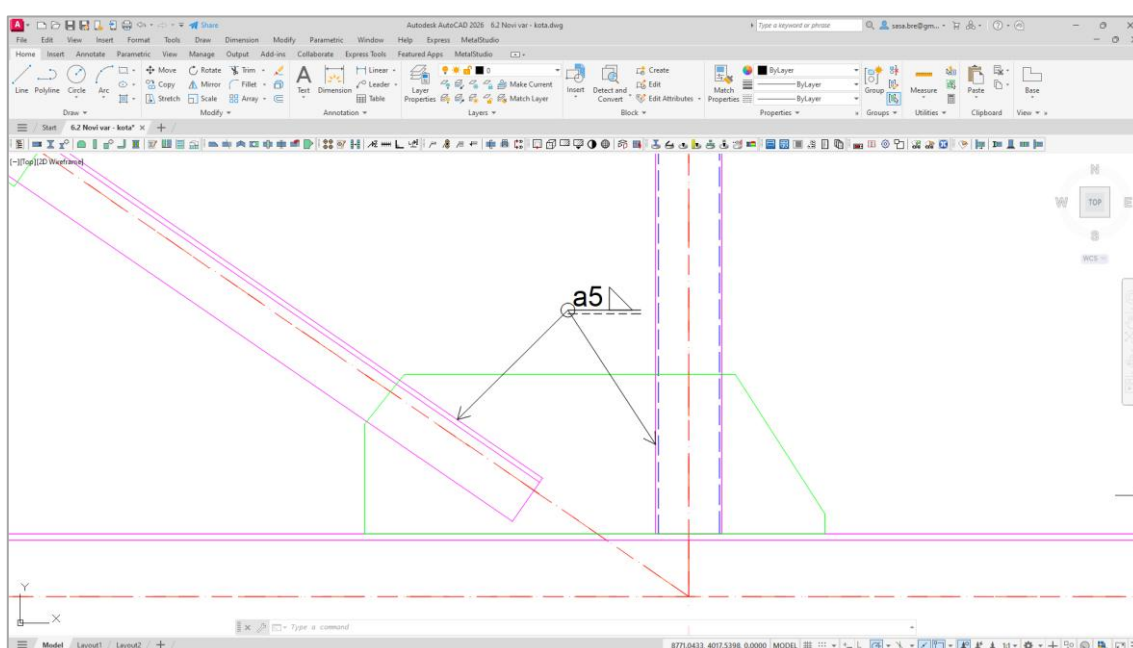 Share Autodesk AutoCAD 2026 6.2 Novi var - kota.dwg Type a keyword or phrase sasa.bre@gm...
File Edit View Insert Format Tools Draw Dimension Modify Parametric Window Help Express MetalStudio
Home Insert Annotate Parametric View Manage Output Add-ins Collaborate Express Tools Featured Apps MetalStudio
Line Polyline Circle Arc
Move Rotate Trim
Copy Mirror Fillet
Stretch Scale Array
Text Dimension
Linear
Leader
Table
Layer Properties
0
Make Current
Match Layer
Insert Detect and Convert
Create
Edit
Edit Attributes
Match Properties
ByLayer
ByLayer
ByLayer
Group Measure Paste Base
Draw Modify Annotation Layers Block Properties Groups Utilities Clipboard View
Start 6.2 Novi var - kota*
[−][Top][2D Wireframe]
N
W TOP E
S
WCS
a5
Y
X
Type a command
Model Layout1 Layout2 8771.0433, 4017.5398, 0.0000 MODEL 1:1